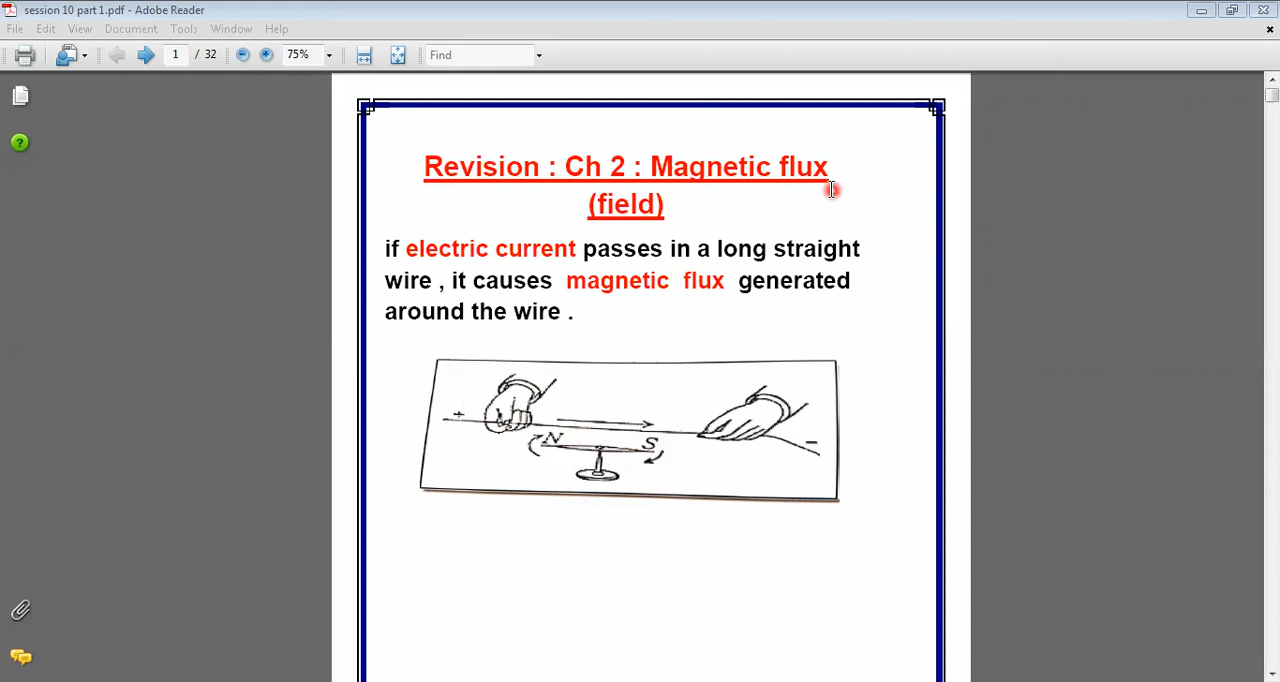 session 10 part 1.pdf - Adobe Reader
File Edit View Document Tools Window Help
1 / 32 75% Find
Revision : Ch 2 : Magnetic flux
(field)
if electric current passes in a long straight
wire , it causes magnetic flux generated
around the wire .
+
N S
-